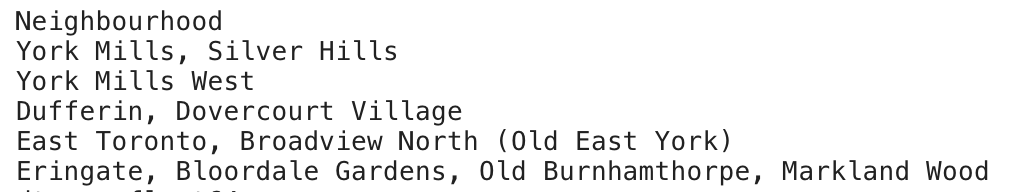 Neighbourhood
York Mills, Silver Hills
York Mills West
Dufferin, Dovercourt Village
East Toronto, Broadview North (Old East York)
Eringate, Bloordale Gardens, Old Burnhamthorpe, Markland Wood